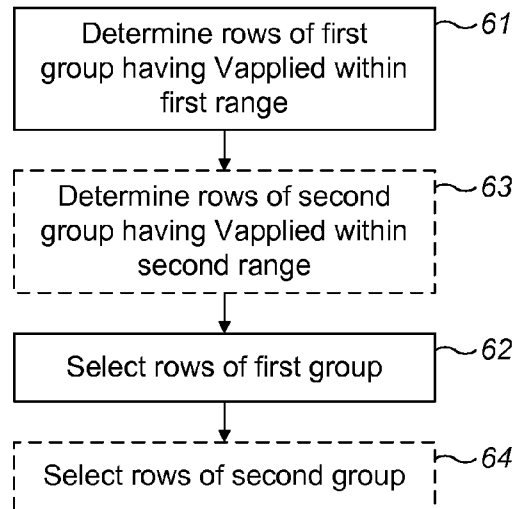 Determine rows of first
group having Vapplied within
first range
61
Determine rows of second
group having Vapplied within
second range
63
Select rows of first group
62
Select rows of second group
64